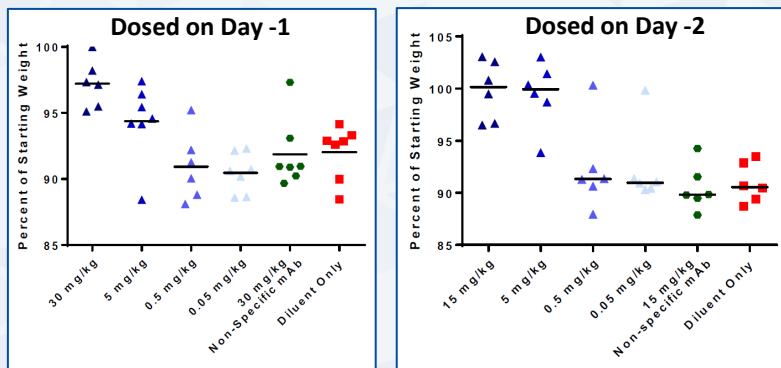 Dosed on Day -1
Percent of Starting Weight
100
95
90
85
30 mg/kg
5 mg/kg
0.5 mg/kg
0.05 mg/kg
30 mg/kg
Non-Specific mAb
Diluent Only
Dosed on Day -2
Percent of Starting Weight
105
100
95
90
85
15 mg/kg
5 mg/kg
0.5 mg/kg
0.05 mg/kg
15 mg/kg
Non-specific mAb
Diluent Only